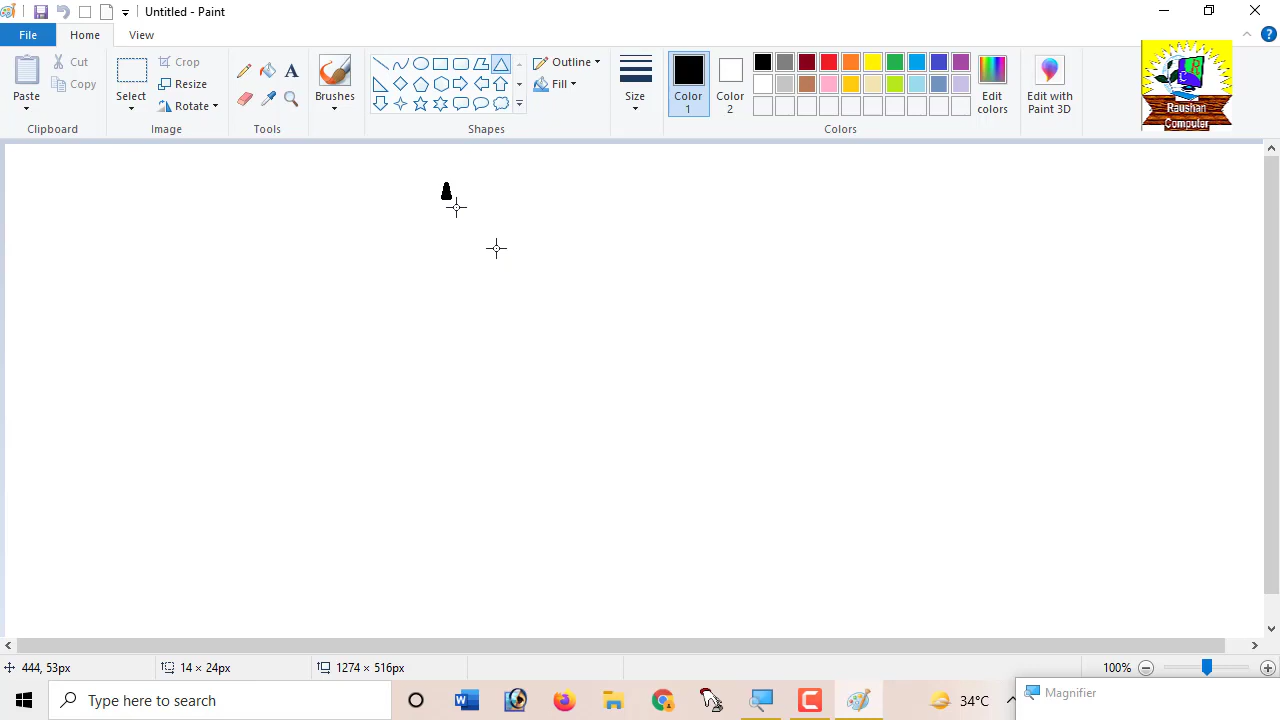 Untitled - Paint
File
Home
View
Paste
Cut
Copy
Clipboard
Select
Crop
Resize
Rotate
Image
A
Tools
Brushes
Shapes
Outline
Fill
Size
Color 1
Color 2
Edit colors
Colors
Edit with Paint 3D
Raushan
Computer
444, 53px
14 × 24px
1274 × 516px
100%
Type here to search
34°C
Magnifier